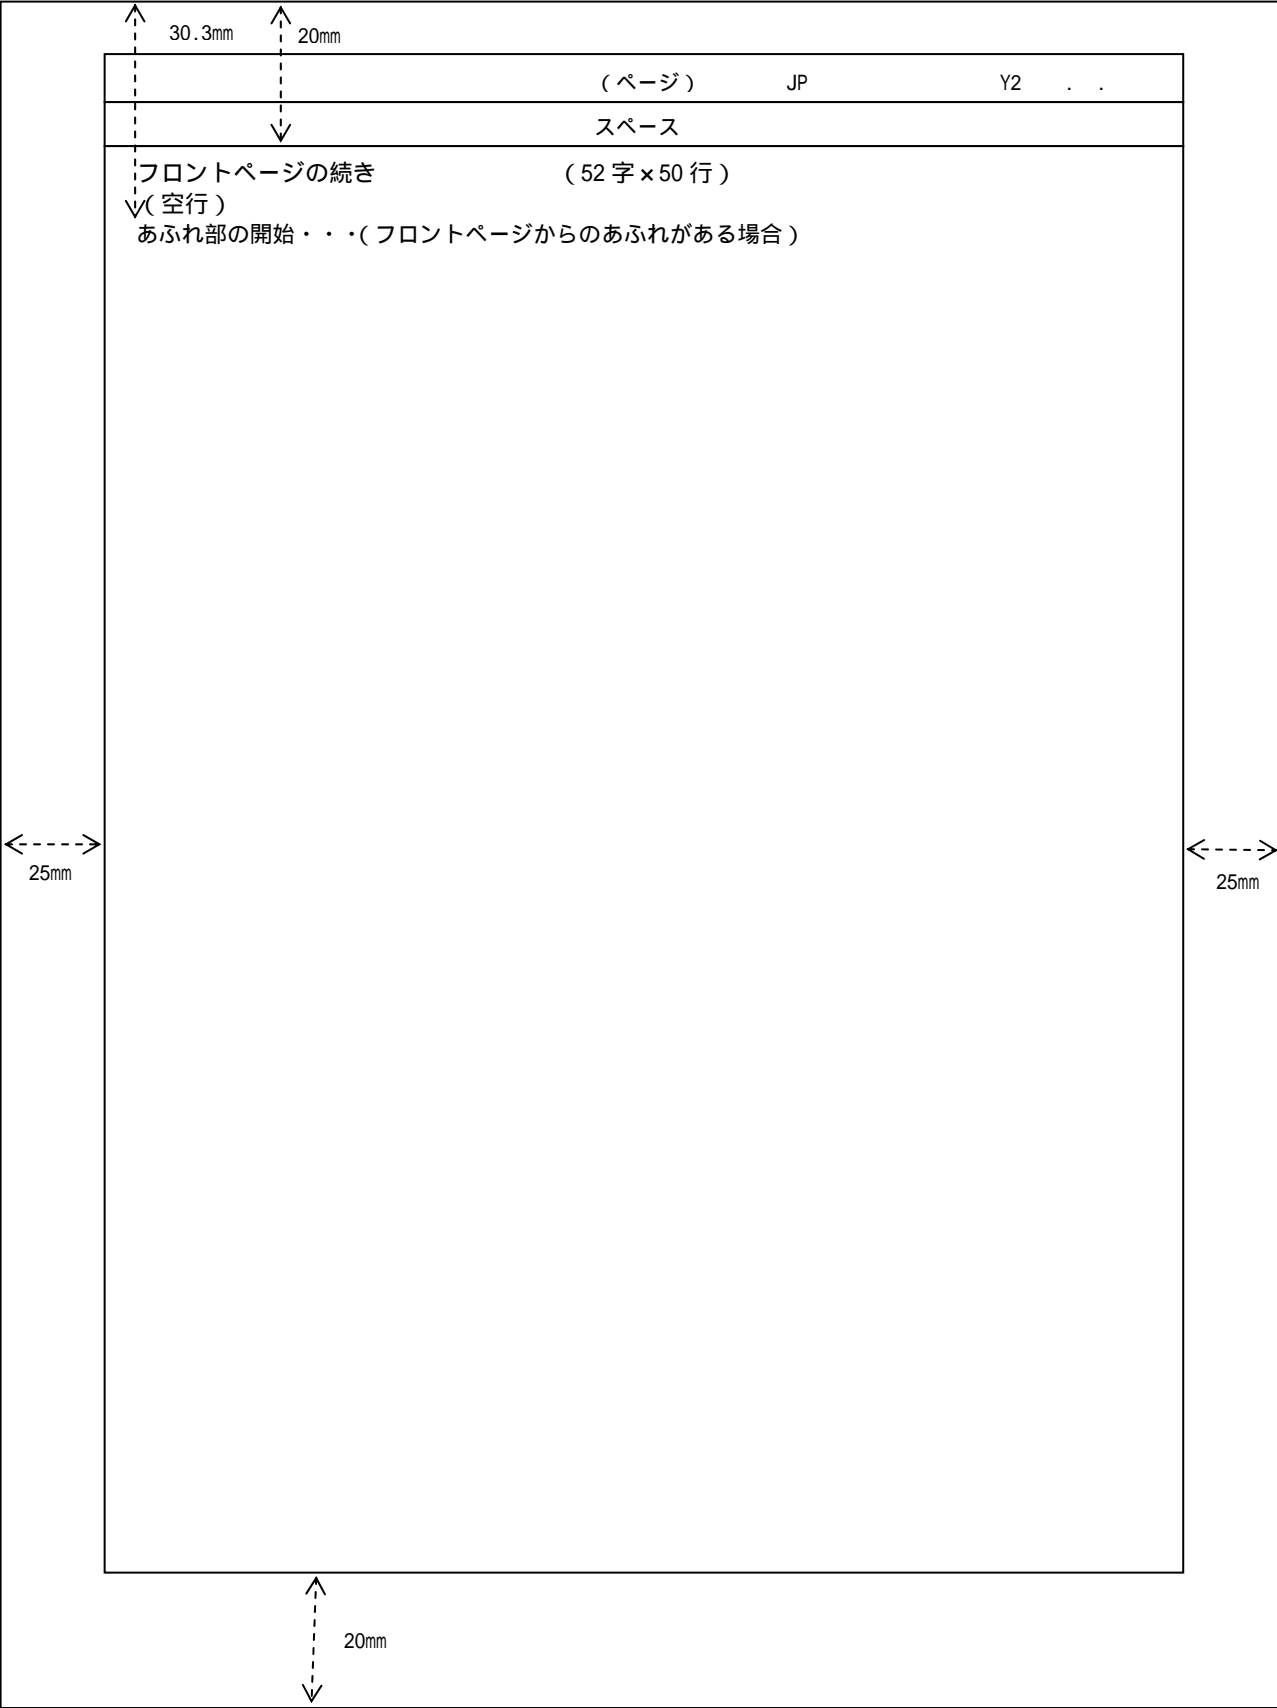 30.3mm
20mm
(ページ) JP Y2 . .
スペース
フロントページの続き (52字×50行)
(空行)
あふれ部の開始・・・(フロントページからのあふれがある場合)
25mm
25mm
20mm